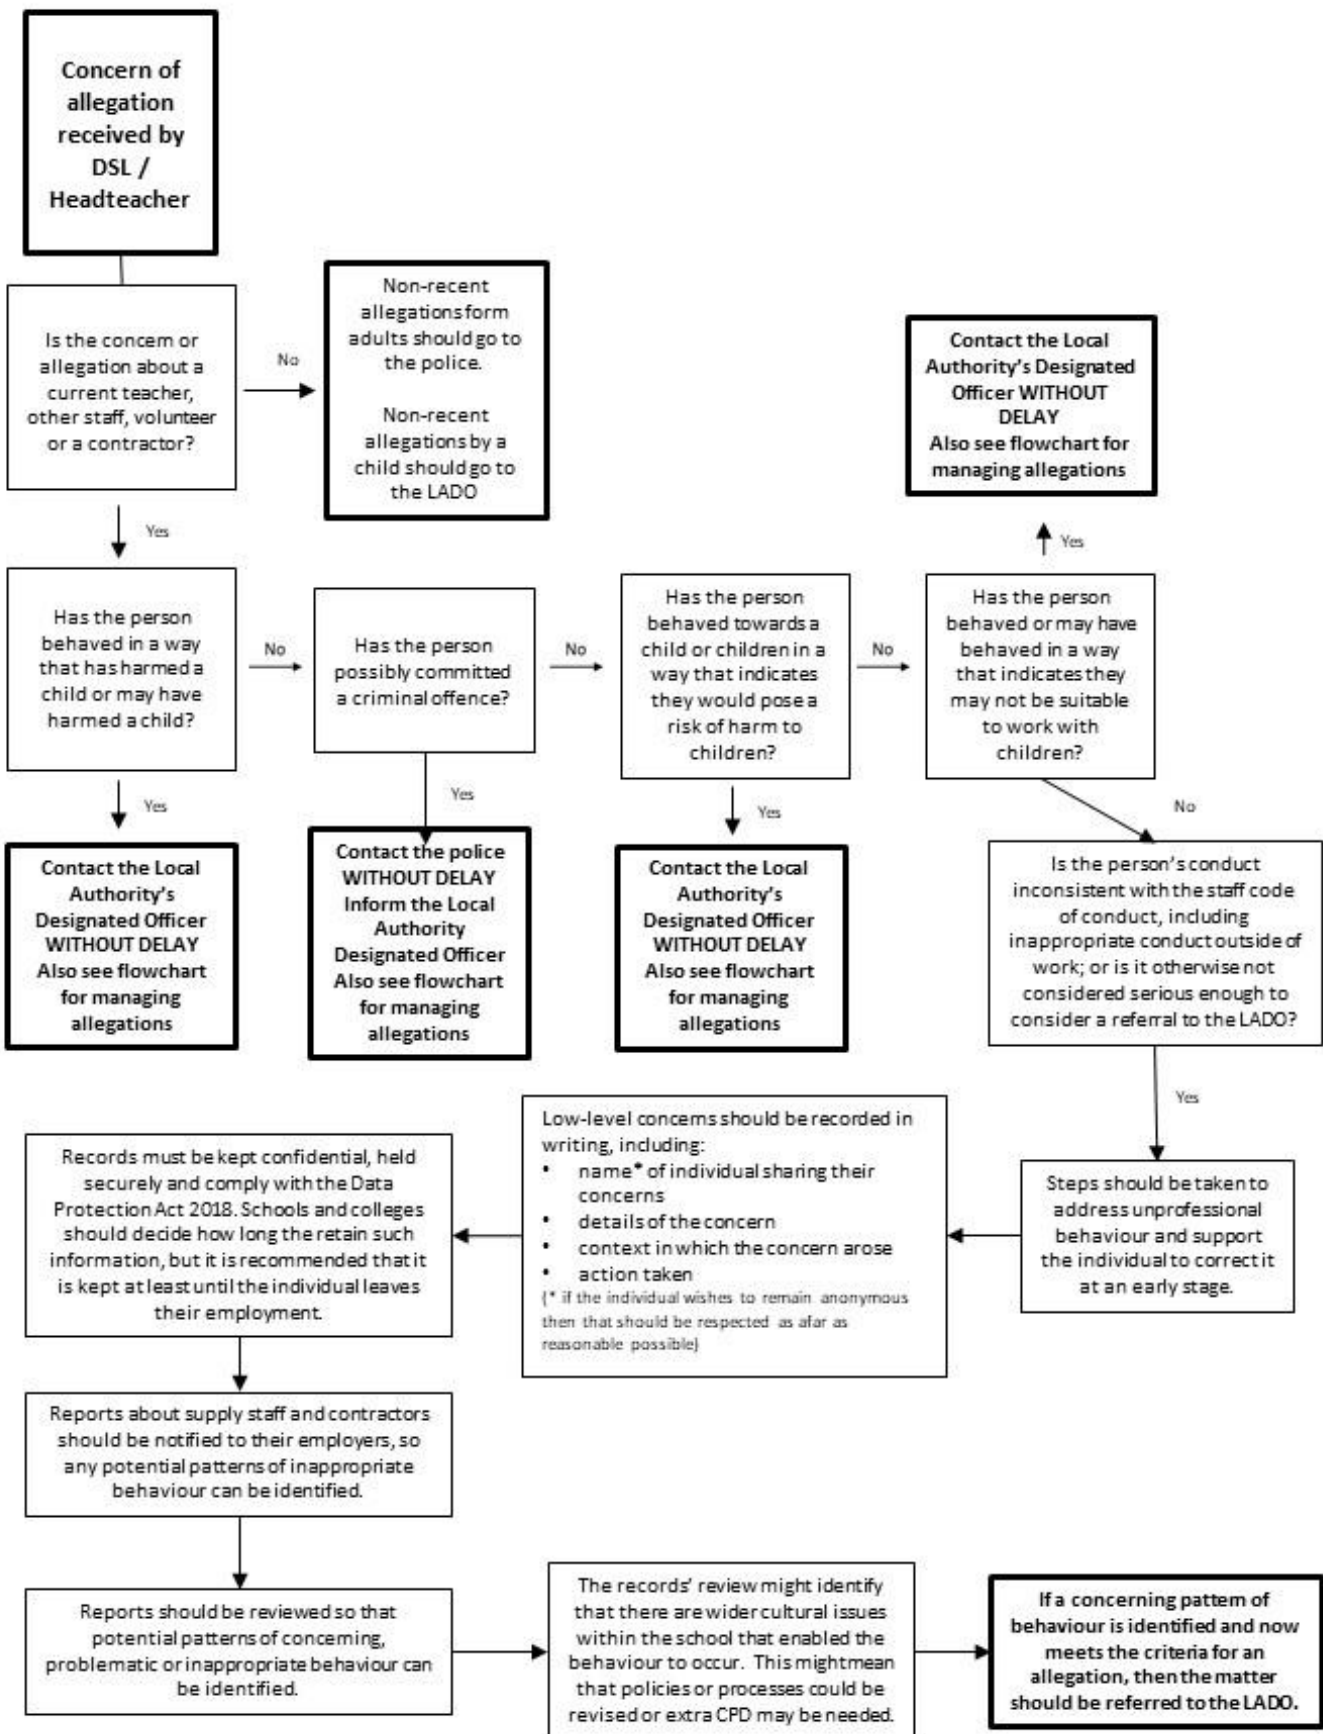 Concern of
allegation
received by
DSL /
Headteacher
Is the concern or
allegation about a
current teacher,
other staff, volunteer
or a contractor?
No
Non-recent
allegations form
adults should go to
the police.
Non-recent
allegations by a
child should go to
the LADO
Yes
Has the person
behaved in a way
that has harmed a
child or may have
harmed a child?
No
Has the person
possibly committed
a criminal offence?
No
Has the person
behaved towards a
child or children in a
way that indicates
they would pose a
risk of harm to
children?
No
Has the person
behaved or may have
behaved in a way
that indicates they
may not be suitable
to work with
children?
Yes
Contact the Local
Authority's Designated
Officer WITHOUT
DELAY
Also see flowchart for
managing allegations
Yes
Contact the Local
Authority's
Designated Officer
WITHOUT DELAY
Also see flowchart
for managing
allegations
Yes
Contact the police
WITHOUT DELAY
Inform the Local
Authority
Designated Officer
Also see flowchart
for managing
allegations
Yes
Contact the Local
Authority's
Designated Officer
WITHOUT DELAY
Also see flowchart
for managing
allegations
No
Is the person's conduct
inconsistent with the staff code
of conduct, including
inappropriate conduct outside of
work; or is it otherwise not
considered serious enough to
consider a referral to the LADO?
Yes
Steps should be taken to
address unprofessional
behaviour and support
the individual to correct it
at an early stage.
Low-level concerns should be recorded in
writing, including:
• name* of individual sharing their
concerns
• details of the concern
• context in which the concern arose
• action taken
(* if the individual wishes to remain anonymous
then that should be respected as afar as
reasonable possible)
Records must be kept confidential, held
securely and comply with the Data
Protection Act 2018. Schools and colleges
should decide how long the retain such
information, but it is recommended that it
is kept at least until the individual leaves
their employment.
Reports about supply staff and contractors
should be notified to their employers, so
any potential patterns of inappropriate
behaviour can be identified.
Reports should be reviewed so that
potential patterns of concerning,
problematic or inappropriate behaviour can
be identified.
The records' review might identify
that there are wider cultural issues
within the school that enabled the
behaviour to occur. This might mean
that policies or processes could be
revised or extra CPD may be needed.
If a concerning pattern of
behaviour is identified and now
meets the criteria for an
allegation, then the matter
should be referred to the LADO.